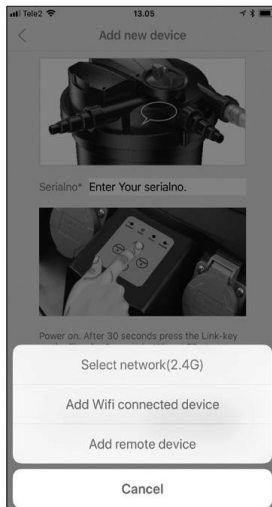 Tele2 13.05
Add new device
Serialno* Enter Your serialno.
Power on. After 30 seconds press the Link-key
Select network(2.4G)
Add Wifi connected device
Add remote device
Cancel